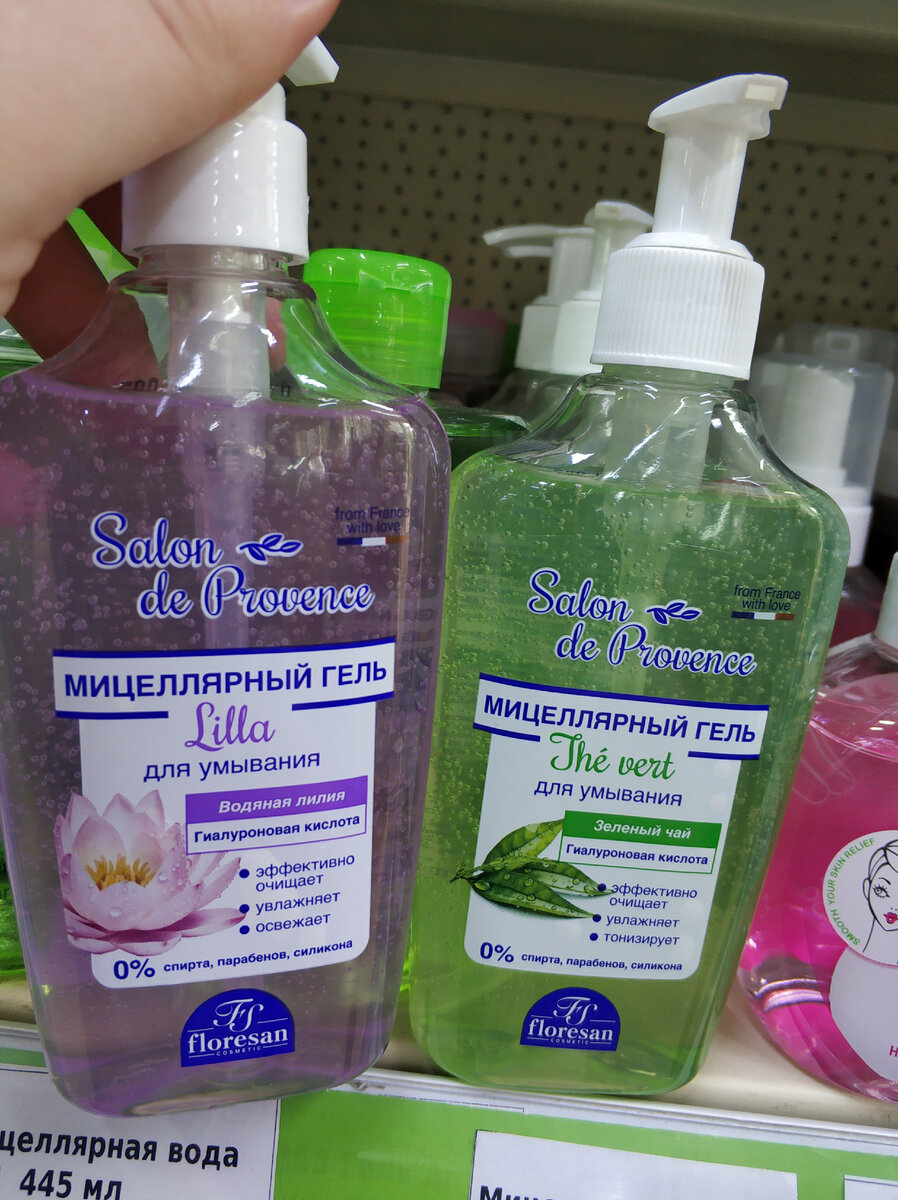 Salon
de Provence
from France
with love
МИЦЕЛЛЯРНЫЙ ГЕЛЬ
Lilla
для умывания
Водяная лилия
Гиалуроновая кислота
• эффективно
очищает
• увлажняет
• освежает
0% спирта, парабенов, силикона
FS
floresan
COSMETIC
Salon
de Provence
from France
with love
МИЦЕЛЛЯРНЫЙ ГЕЛЬ
Thé vert
для умывания
Зеленый чай
Гиалуроновая кислота
• эффективно
очищает
• увлажняет
• тонизирует
0% спирта, парабенов, силикона
FS
floresan
COSMETIC
SMOOTH YOUR SKIN RELIEF
H
целлярная вода
445 мл
Миц